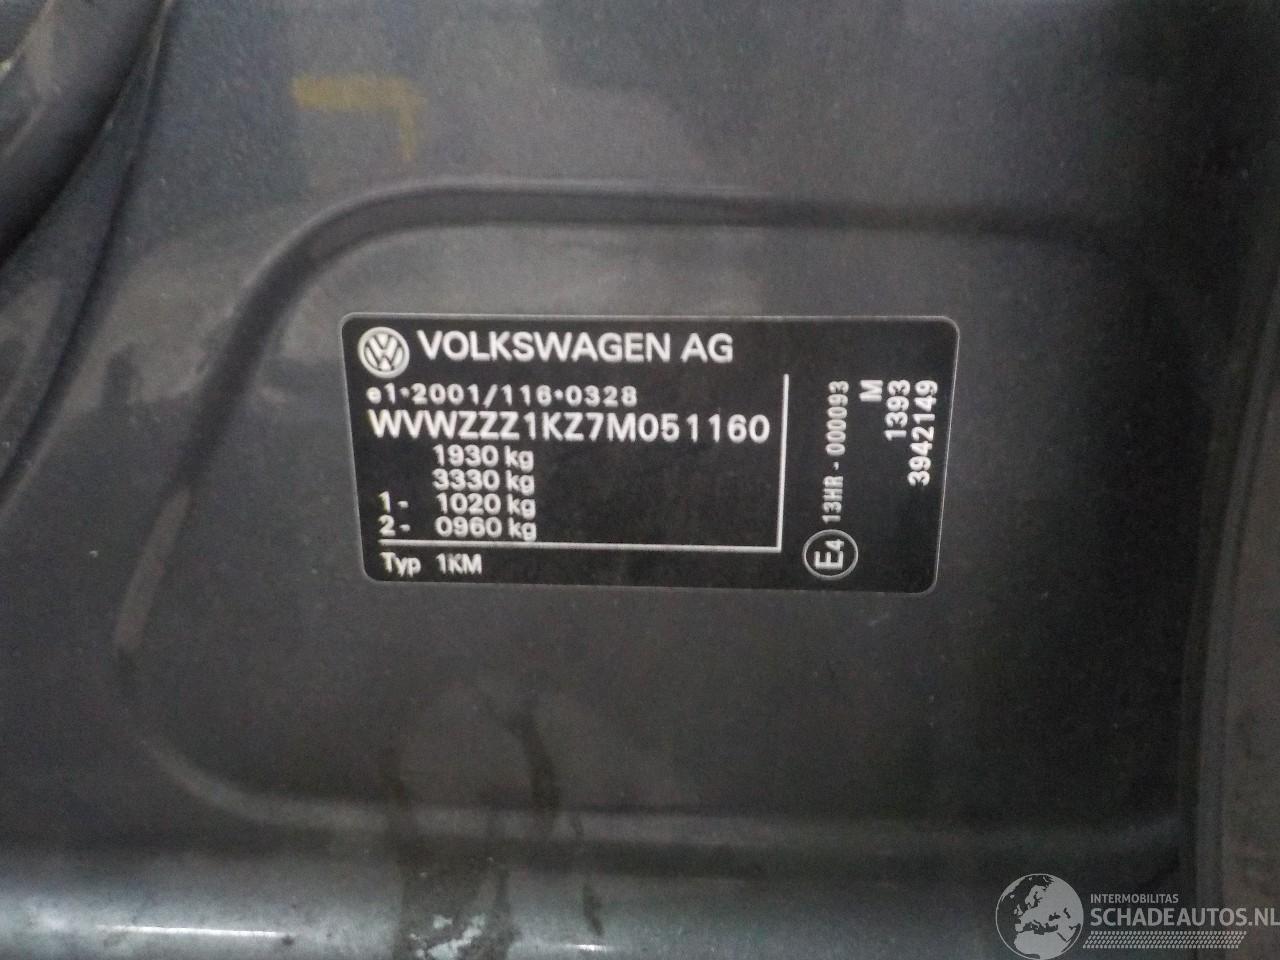 VOLKSWAGEN AG
e1*2001/116*0328
WVWZZZ1KZ7M051160
1930 kg
3330 kg
1- 1020 kg
2- 0960 kg
Typ 1KM
E4 13HR - 000093
M
1393
3942149
INTERMOBILITAS
SCHADEAUTOS.NL